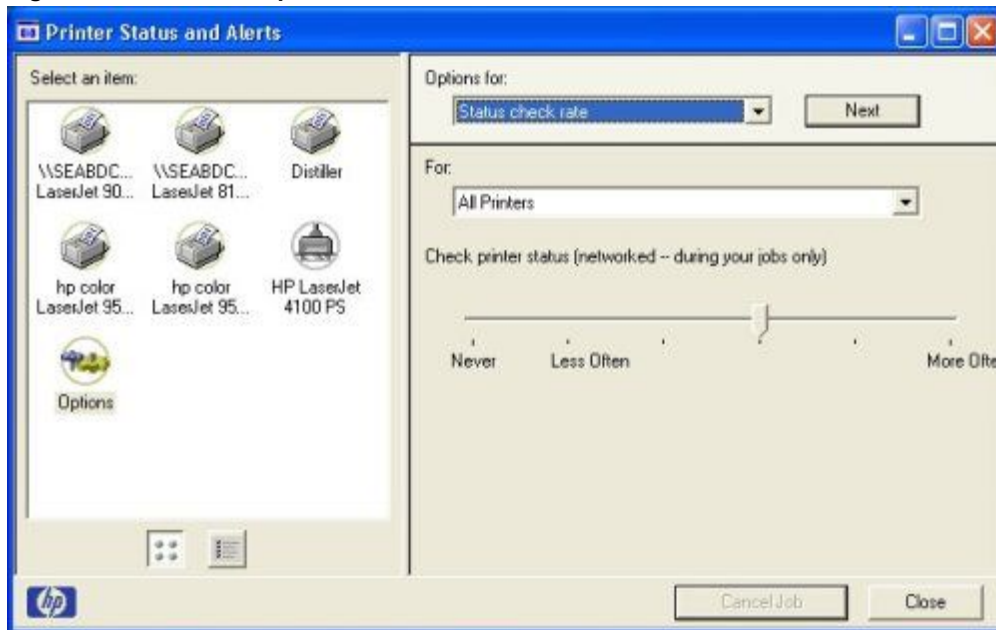 Printer Status and Alerts
Select an item:
\\SEABDC...
LaserJet 90...
\\SEABDC...
LaserJet 81...
Distiller
hp color
LaserJet 95...
hp color
LaserJet 95...
HP LaserJet
4100 PS
Options
Options for:
Status check rate
Next
For:
All Printers
Check printer status (networked -- during your jobs only)
Never
Less Often
More Ofte
hp
Cancel Job
Close